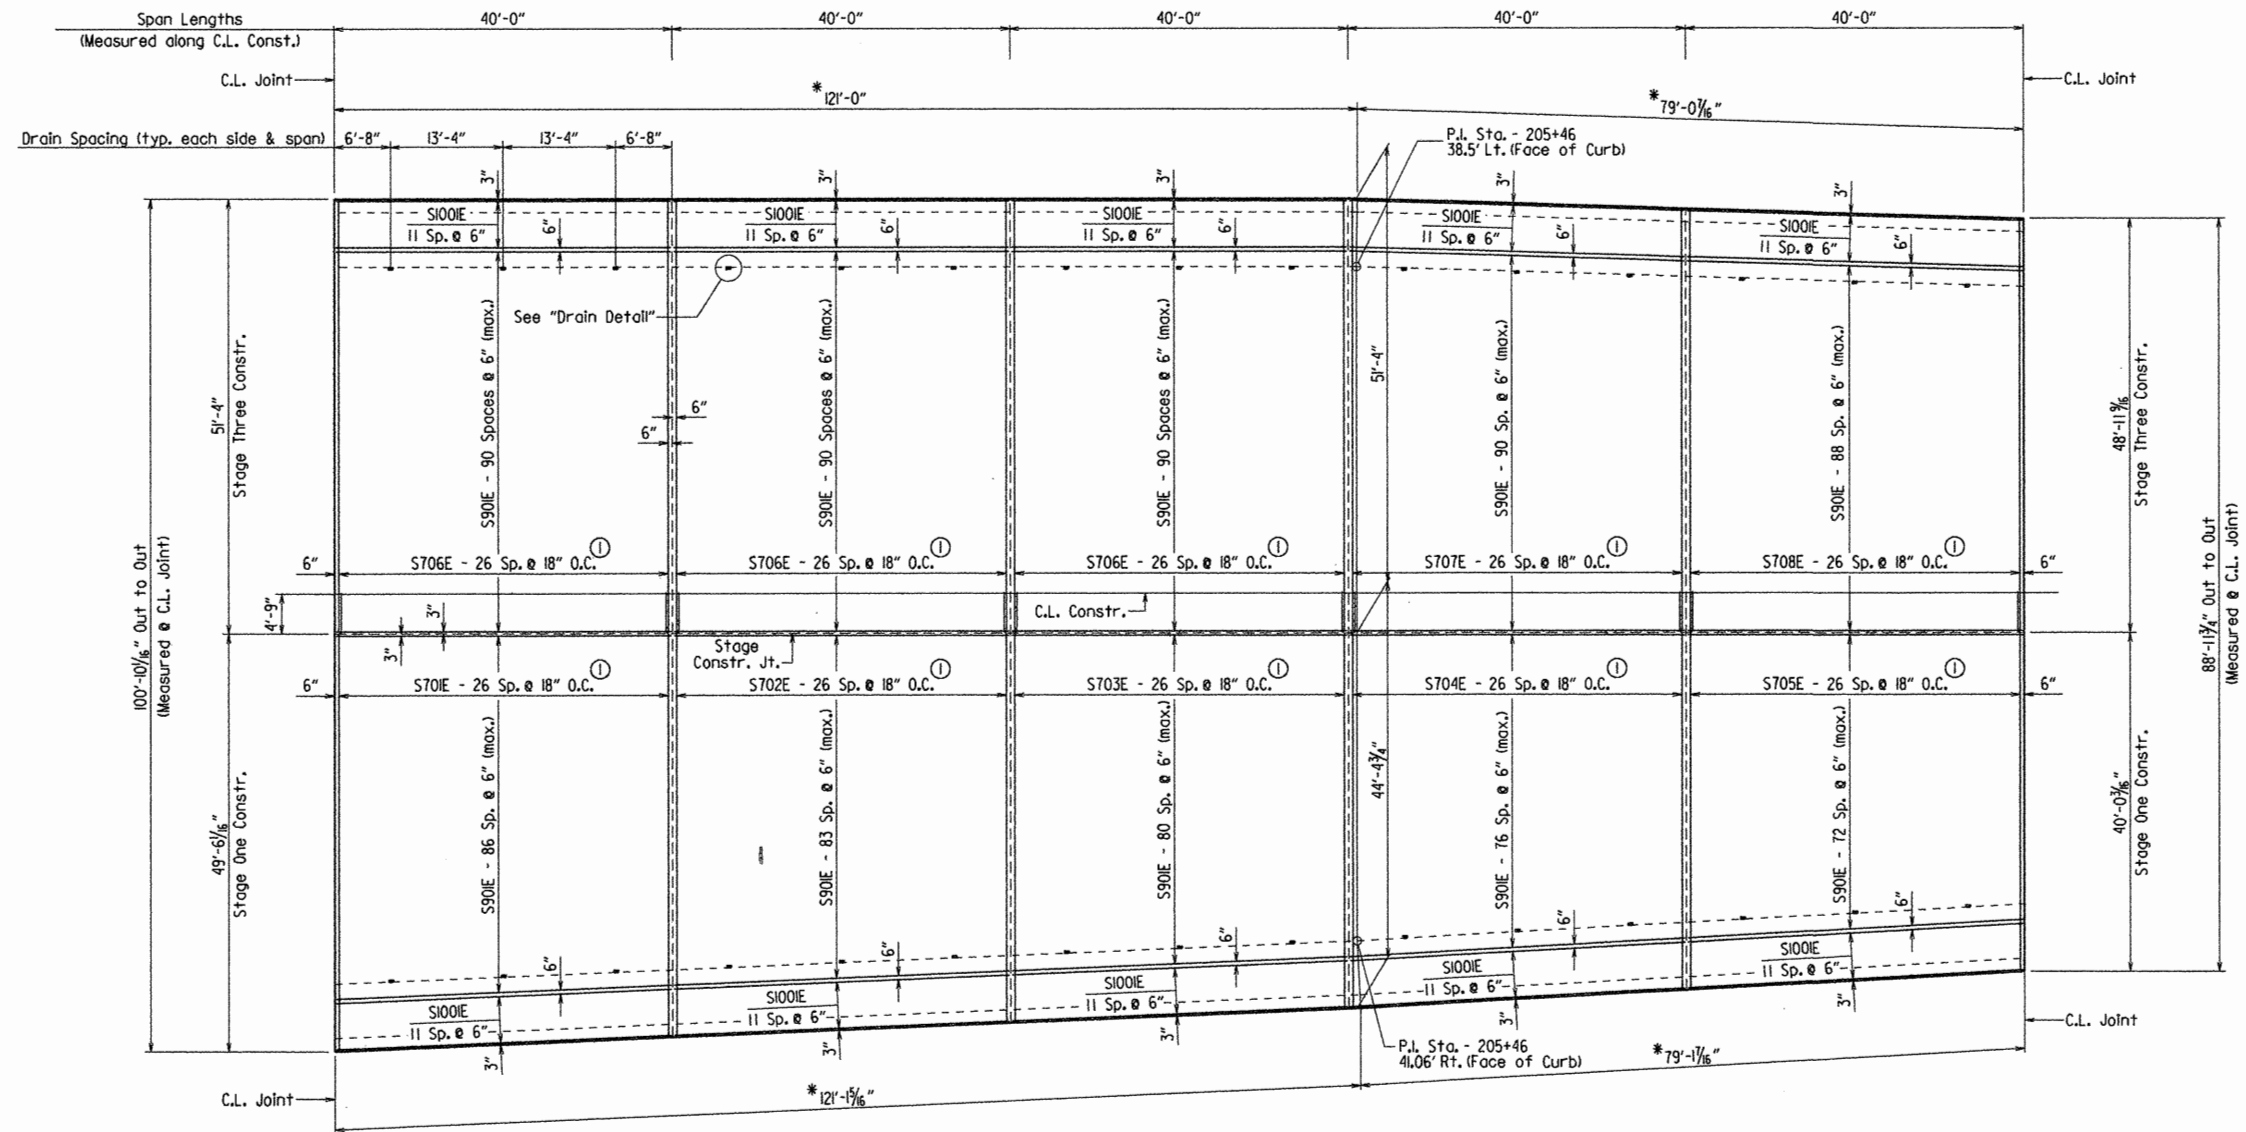 Span Lengths
(Measured along C.L. Const.)
40'-0" 40'-0" 40'-0" 40'-0" 40'-0"
C.L. Joint
C.L. Joint
*121'-0"
*79'-0 7/16"
Drain Spacing (typ. each side & span) 6'-8" 13'-4" 13'-4" 6'-8"
P.I. Sta. - 205+46
38.5' Lt. (Face of Curb)
3" 3" 3" 3" 3"
S1001E S1001E S1001E S1001E S1001E
11 Sp. @ 6" 11 Sp. @ 6" 11 Sp. @ 6" 11 Sp. @ 6" 11 Sp. @ 6"
6" 6" 6" 6" 6"
See "Drain Detail"
S901E - 90 Spaces @ 6" (max.)
S901E - 90 Spaces @ 6" (max.)
S901E - 90 Spaces @ 6" (max.)
S901E - 90 Sp. @ 6" (max.)
S901E - 88 Sp. @ 6" (max.)
51'-4"
Stage Three Constr.
6"
6"
51'-4"
48'-11 9/16"
Stage Three Constr.
100'-10 1/16" Out to Out
(Measured @ C.L. Joint)
88'-11 3/4" Out to Out
(Measured @ C.L. Joint)
6" S706E - 26 Sp. @ 18" O.C. 1 S706E - 26 Sp. @ 18" O.C. 1 S706E - 26 Sp. @ 18" O.C. 1 S707E - 26 Sp. @ 18" O.C. 1 S708E - 26 Sp. @ 18" O.C. 1 6"
4'-9"
3"
3"
C.L. Constr.
Stage
Constr. Jt.
6" S701E - 26 Sp. @ 18" O.C. 1 S702E - 26 Sp. @ 18" O.C. 1 S703E - 26 Sp. @ 18" O.C. 1 S704E - 26 Sp. @ 18" O.C. 1 S705E - 26 Sp. @ 18" O.C. 1 6"
S901E - 86 Sp. @ 6" (max.)
S901E - 83 Sp. @ 6" (max.)
S901E - 80 Sp. @ 6" (max.)
S901E - 76 Sp. @ 6" (max.)
S901E - 72 Sp. @ 6" (max.)
49'-6 1/16"
Stage One Constr.
44'-4 3/4"
40'-0 3/16"
Stage One Constr.
6" 6" 6" 6" 6"
S1001E S1001E S1001E S1001E S1001E
11 Sp. @ 6" 11 Sp. @ 6" 11 Sp. @ 6" 11 Sp. @ 6" 11 Sp. @ 6"
3" 3" 3" 3" 3"
C.L. Joint
P.I. Sta. - 205+46
41.06' Rt. (Face of Curb)
*79'-1 7/16"
C.L. Joint
*121'-1 5/16"